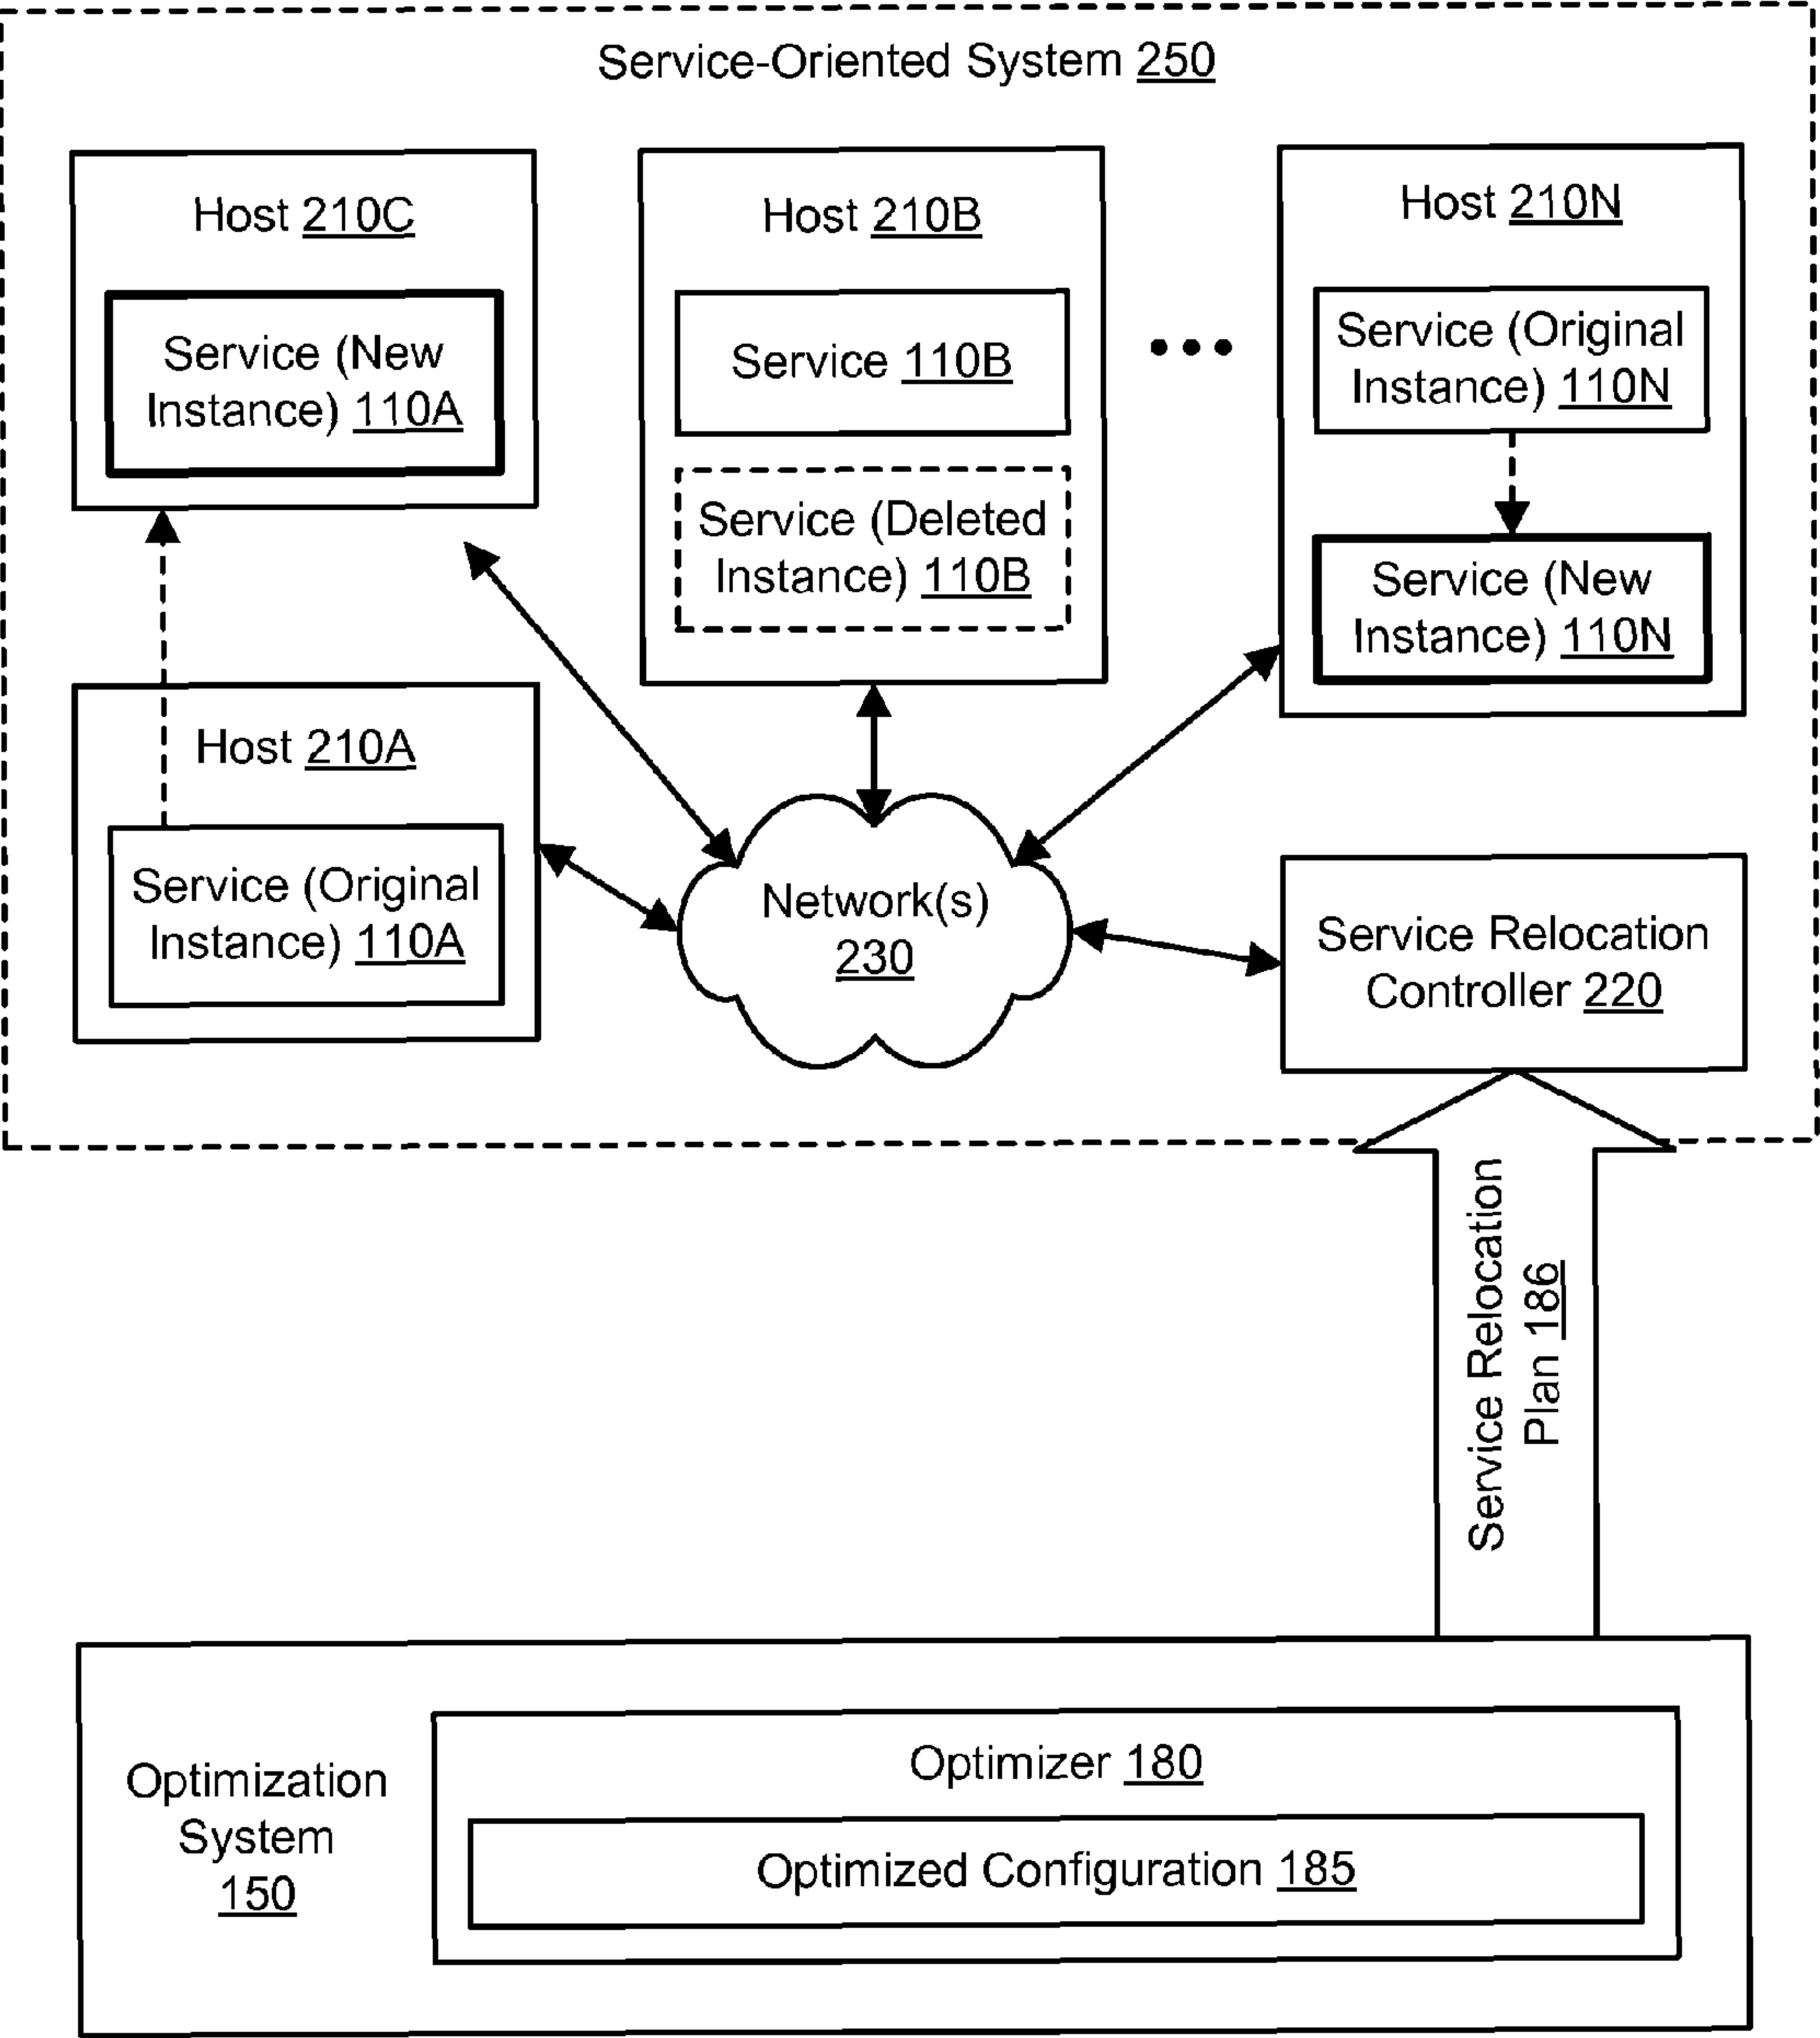 Service-Oriented System 250
Host 210C
Service (New
Instance) 110A
Host 210B
Service 110B
Service (Deleted
Instance) 110B
Host 210N
Service (Original
Instance) 110N
Service (New
Instance) 110N
Host 210A
Service (Original
Instance) 110A
Network(s)
230
Service Relocation
Controller 220
Service Relocation
Plan 186
Optimization
System
150
Optimizer 180
Optimized Configuration 185